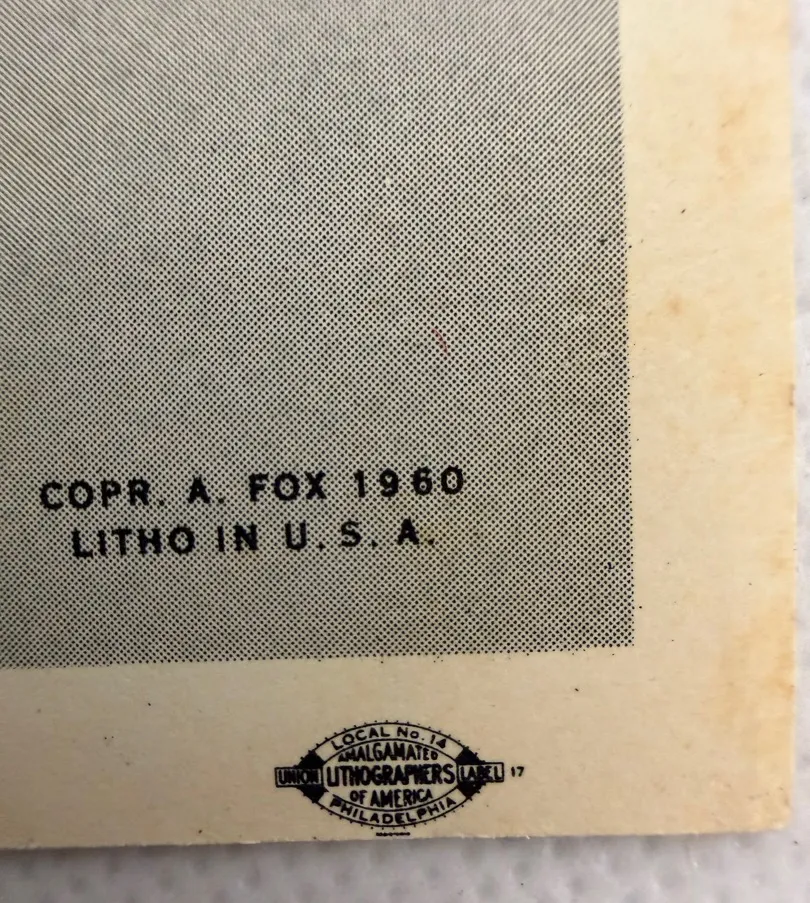 COPR. A. FOX 1960
LITHO IN U.S.A.
LOCAL No. 14
AMALGAMATED
UNION LITHOGRAPHERS LABEL 17
OF AMERICA
PHILADELPHIA